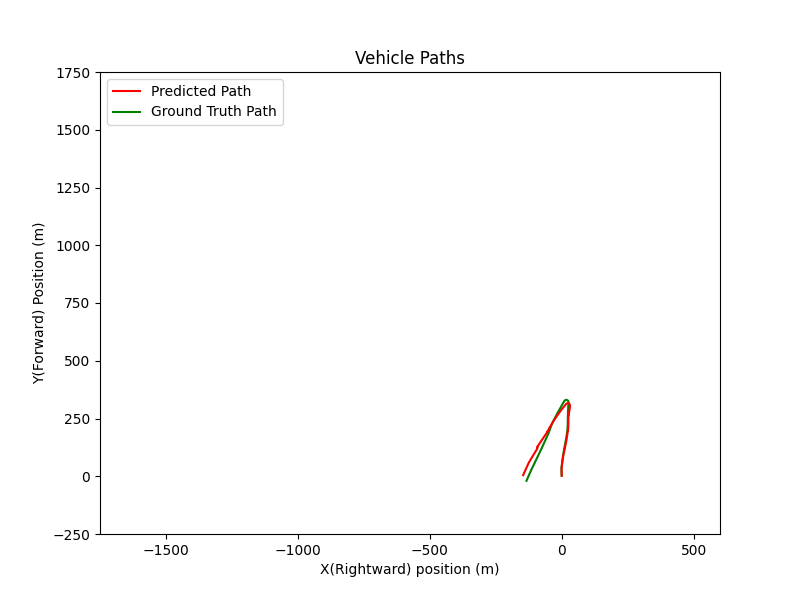 Vehicle Paths
Predicted Path
Ground Truth Path
1750
1500
1250
1000
750
500
250
0
−250
Y(Forward) Position (m)
−1500
−1000
−500
0
500
X(Rightward) position (m)